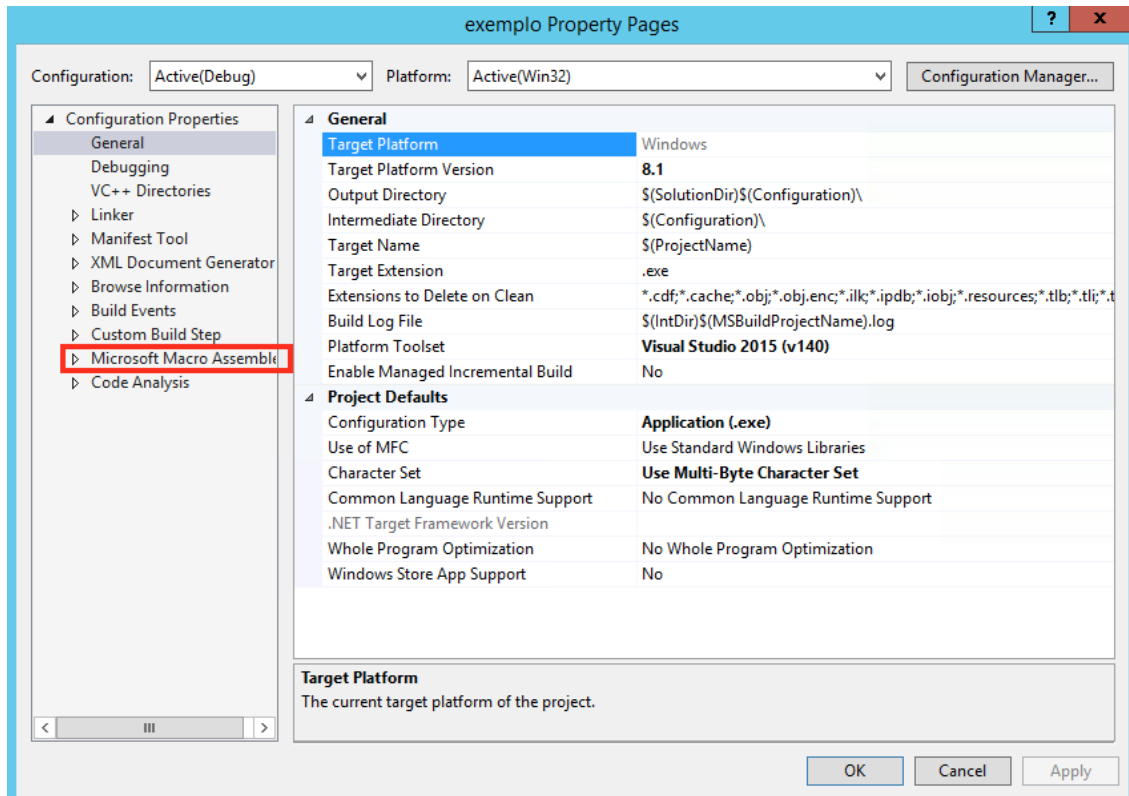 exemplo Property Pages
? x
Configuration: Active(Debug) Platform: Active(Win32) Configuration Manager...
Configuration Properties
General
Debugging
VC++ Directories
Linker
Manifest Tool
XML Document Generator
Browse Information
Build Events
Custom Build Step
Microsoft Macro Assemble
Code Analysis
General
Target Platform Windows
Target Platform Version 8.1
Output Directory $(SolutionDir)$(Configuration)\
Intermediate Directory $(Configuration)\
Target Name $(ProjectName)
Target Extension .exe
Extensions to Delete on Clean *.cdf;*.cache;*.obj;*.obj.enc;*.ilk;*.ipdb;*.iobj;*.resources;*.tlb;*.tli;*.t
Build Log File $(IntDir)$(MSBuildProjectName).log
Platform Toolset Visual Studio 2015 (v140)
Enable Managed Incremental Build No
Project Defaults
Configuration Type Application (.exe)
Use of MFC Use Standard Windows Libraries
Character Set Use Multi-Byte Character Set
Common Language Runtime Support No Common Language Runtime Support
.NET Target Framework Version
Whole Program Optimization No Whole Program Optimization
Windows Store App Support No
Target Platform
The current target platform of the project.
OK Cancel Apply